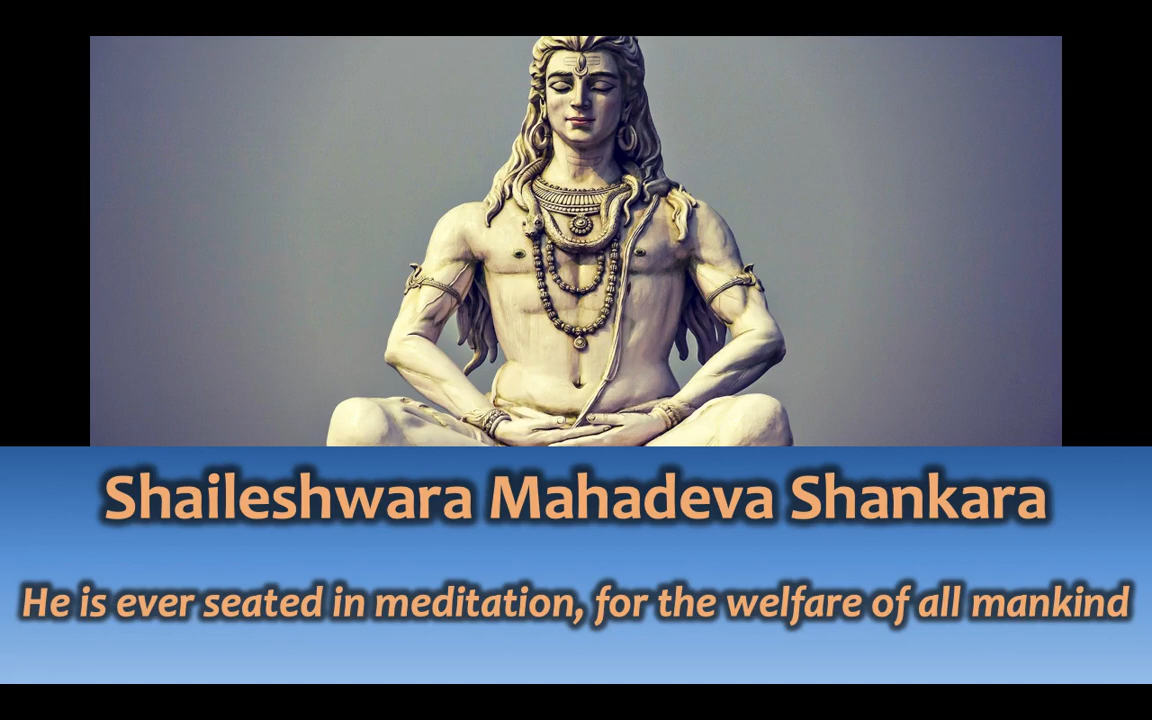 Shaileshwara Mahadeva Shankara
He is ever seated in meditation, for the welfare of all mankind